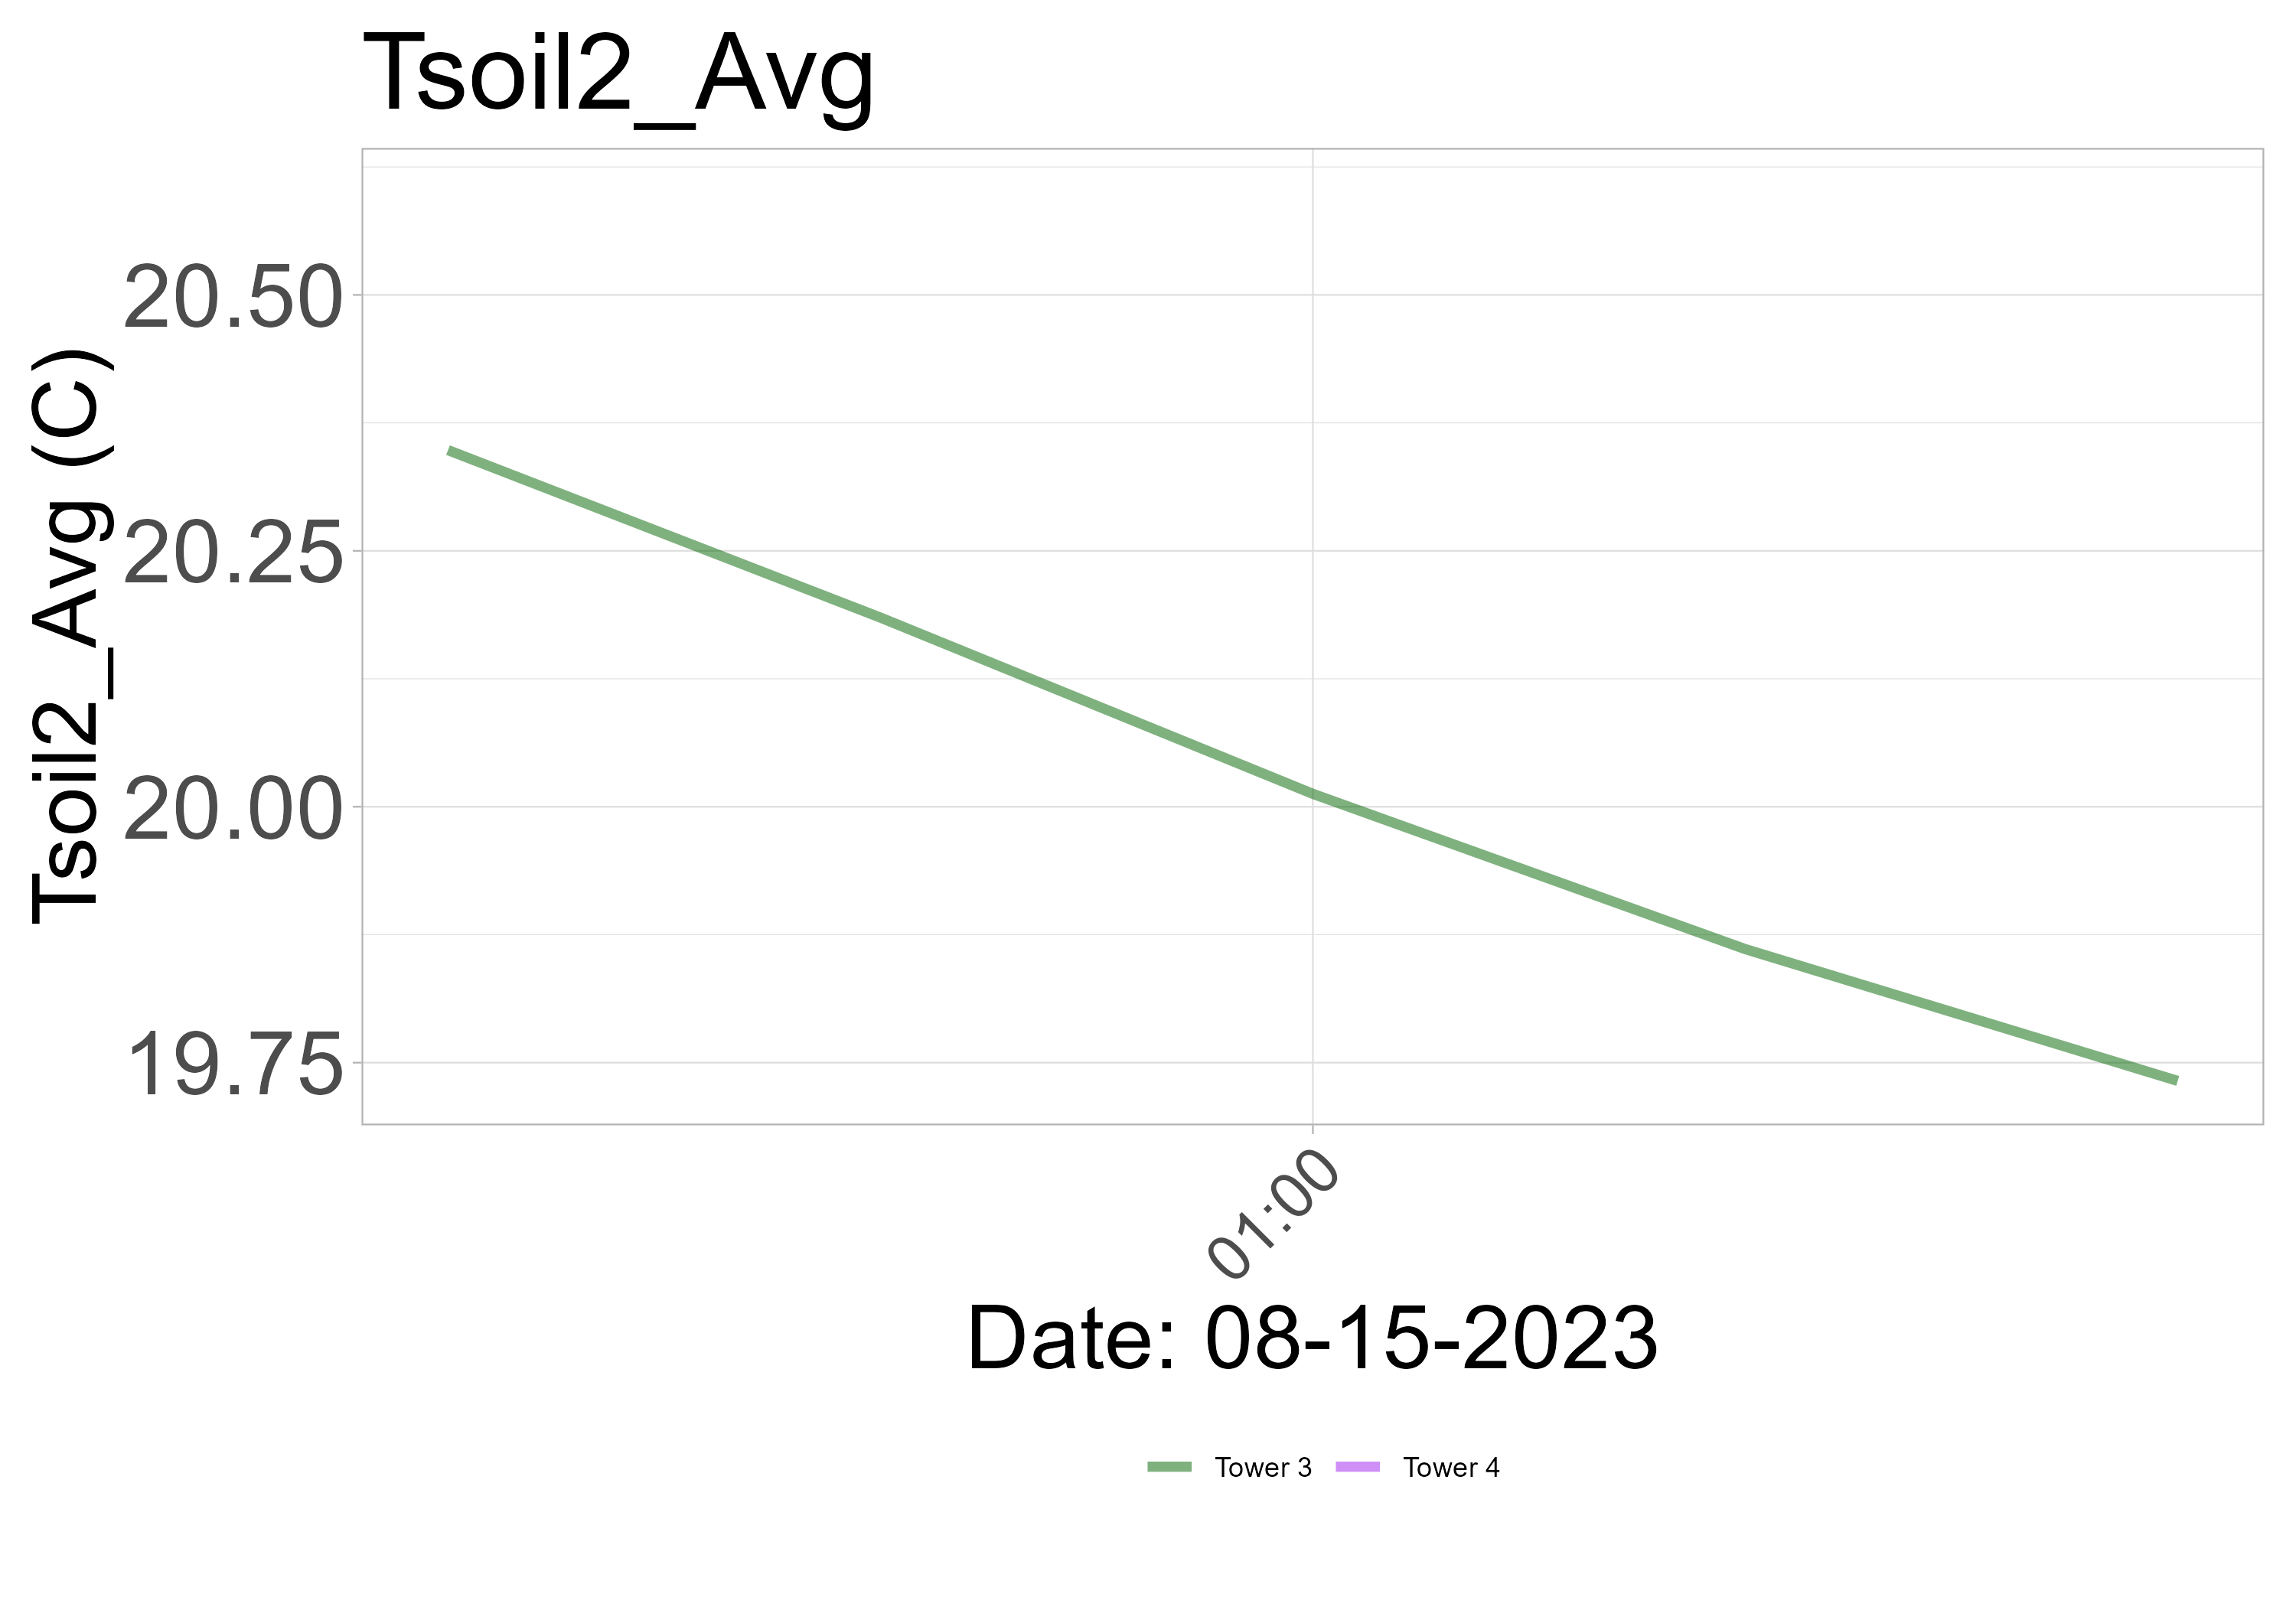 Tsoil2_Avg
Tsoil2_Avg (C)
20.50
20.25
20.00
19.75
01:00
Date: 08-15-2023
Tower 3 Tower 4